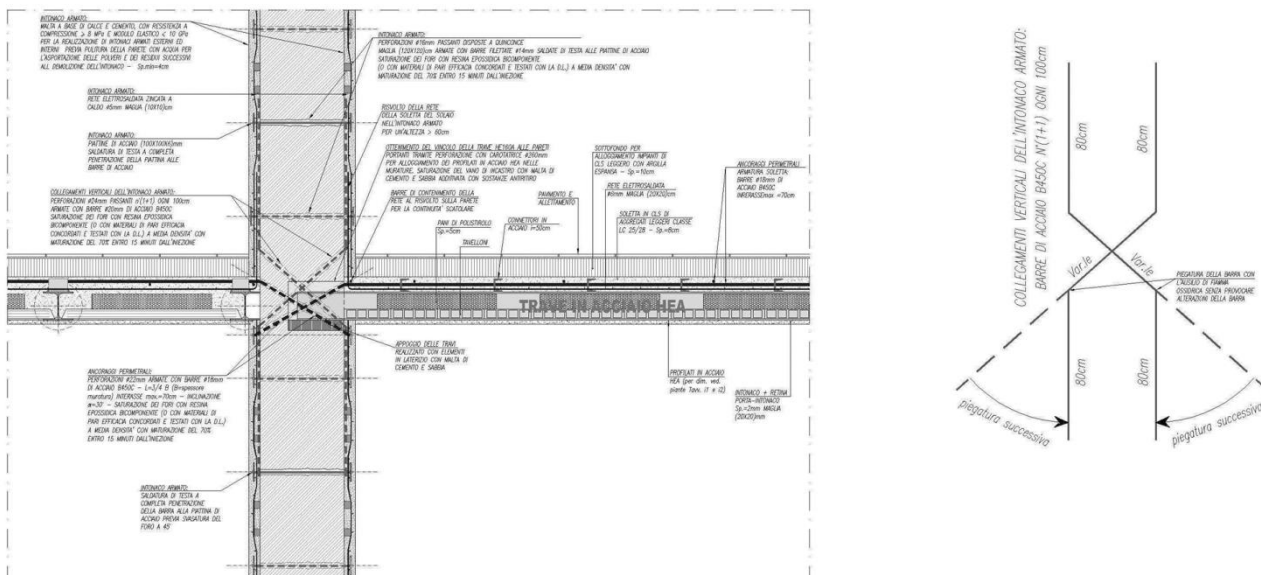 INTONACO ARMATO:
MALTA A BASE DI CALCE E CEMENTO, CON RESISTENZA A
COMPRESSIONE ≥ 8 MPa E MODULO ELASTICO < 10 GPa
PER LA REALIZZAZIONE DI INTONACI ARMATI ESTERNI ED
INTERNI PREVIA PULITURA DELLA PARETE CON ACQUA PER
L'ASPORTAZIONE DELLE POLVERI E DEI RESIDUI SUCCESSIVI
ALL DEMOLIZIONE DELL'INTONACO - Sp.min=4cm
INTONACO ARMATO:
RETE ELETTROSALDATA ZINCATA A
CALDO ø6mm MAGLIA (10X10)cm
INTONACO ARMATO:
PIATTINE DI ACCIAIO (100X100X6)mm
SALDATURA DI TESTA A COMPLETA
PENETRAZIONE DELLA PIATTINA ALLE
BARRE DI ACCIAIO
COLLEGAMENTI VERTICALI DELL'INTONACO ARMATO:
PERFORAZIONI ø24mm PASSANTI n°(1+1) OGNI 100cm
ARMATE CON BARRE ø20mm DI ACCIAIO B450C
SATURAZIONE DEI FORI CON RESINA EPOSSIDICA
BICOMPONENTE (O CON MATERIALI DI PARI EFFICACIA
CONCORDATI E TESTATI CON LA D.L.) A MEDIA DENSITA' CON
MATURAZIONE DEL 70% ENTRO 15 MINUTI DALL'INIEZIONE
INTONACO ARMATO:
PERFORAZIONI ø16mm PASSANTI DISPOSTE A QUINCONCE
MAGLIA (120X120)cm ARMATE CON BARRE FILETTATE ø14mm SALDATE DI TESTA ALLE PIATTINE DI ACCIAIO
SATURAZIONE DEI FORI CON RESINA EPOSSIDICA BICOMPONENTE
(O CON MATERIALI DI PARI EFFICACIA CONCORDATI E TESTATI CON LA D.L.) A MEDIA DENSITA' CON
MATURAZIONE DEL 70% ENTRO 15 MINUTI DALL'INIEZIONE
RISVOLTO DELLA RETE
DELLA SOLETTA DEL SOLAIO
NELL'INTONACO ARMATO
PER UN'ALTEZZA > 60cm
OTTENIMENTO DEL VINCOLO DELLA TRAVE HE160A ALLE PARETI
PORTANTI TRAMITE PERFORAZIONE CON CAROTATRICE ø260mm
PER ALLOGGIAMENTO DEI PROFILATI IN ACCIAIO HEA NELLE
MURATURE, SATURAZIONE DEL VANO DI INCASTRO CON MALTA DI
CEMENTO E SABBIA ADDITIVATA CON SOSTANZE ANTIRITIRO
BARRE DI CONTENIMENTO DELLA
RETE AL RISVOLTO SULLA PARETE
PER LA CONTINUITA' SCATOLARE
PANI DI POLISTIROLO
Sp.=5cm
TAVELLONI
CONNETTORI IN
ACCIAIO i=50cm
PAVIMENTO E
ALLETTAMENTO
SOTTOFONDO PER
ALLOGGIAMENTO IMPIANTI DI
CLS LEGGERO CON ARGILLA
ESPANSA - Sp.=10cm
RETE ELETTROSALDATA
ø6mm MAGLIA (20X20)cm
SOLETTA IN CLS DI
AGGREGATI LEGGERI CLASSE
LC 25/28 - Sp.=6cm
ANCORAGGI PERIMETRALI
ARMATURA SOLETTA:
BARRE ø18mm DI
ACCIAIO B450C
INTERASSEmax =70cm
TRAVE IN ACCIAIO HEA
ANCORAGGI PERIMETRALI:
PERFORAZIONI ø22mm ARMATE CON BARRE ø18mm
DI ACCIAIO B450C - L=3/4 B (B=spessore
muratura) INTERASSE max.=70cm - INCLINAZIONE
α=30° - SATURAZIONE DEI FORI CON RESINA
EPOSSIDICA BICOMPONENTE (O CON MATERIALI DI
PARI EFFICACIA CONCORDATI E TESTATI CON LA D.L.)
A MEDIA DENSITA' CON MATURAZIONE DEL 70%
ENTRO 15 MINUTI DALL'INIEZIONE
APPOGGIO DELLE TRAVI
REALIZZATO CON ELEMENTI
IN LATERIZIO CON MALTA DI
CEMENTO E SABBIA
PROFILATI IN ACCIAIO
HEA (per dim. ved.
piante Tavv. i1 x i2)
INTONACO + RETINA
PORTA-INTONACO
Sp.=2mm MAGLIA
(20X20)mm
INTONACO ARMATO:
SALDATURA DI TESTA A
COMPLETA PENETRAZIONE
DELLA BARRA ALLA PIATTINA DI
ACCIAIO PREVIA SVASATURA DEL
FORO A 45°
COLLEGAMENTI VERTICALI DELL'INTONACO ARMATO:
BARRE DI ACCIAIO B450C N°(1+1) OGNI 100cm
80cm
80cm
Var.le
Var.le
PIEGATURA DELLA BARRA CON
L'AUSILIO DI FIAMMA
OSSIDRICA SENZA PROVOCARE
ALTERAZIONI DELLA BARRA
80cm
80cm
piegatura successiva
piegatura successiva